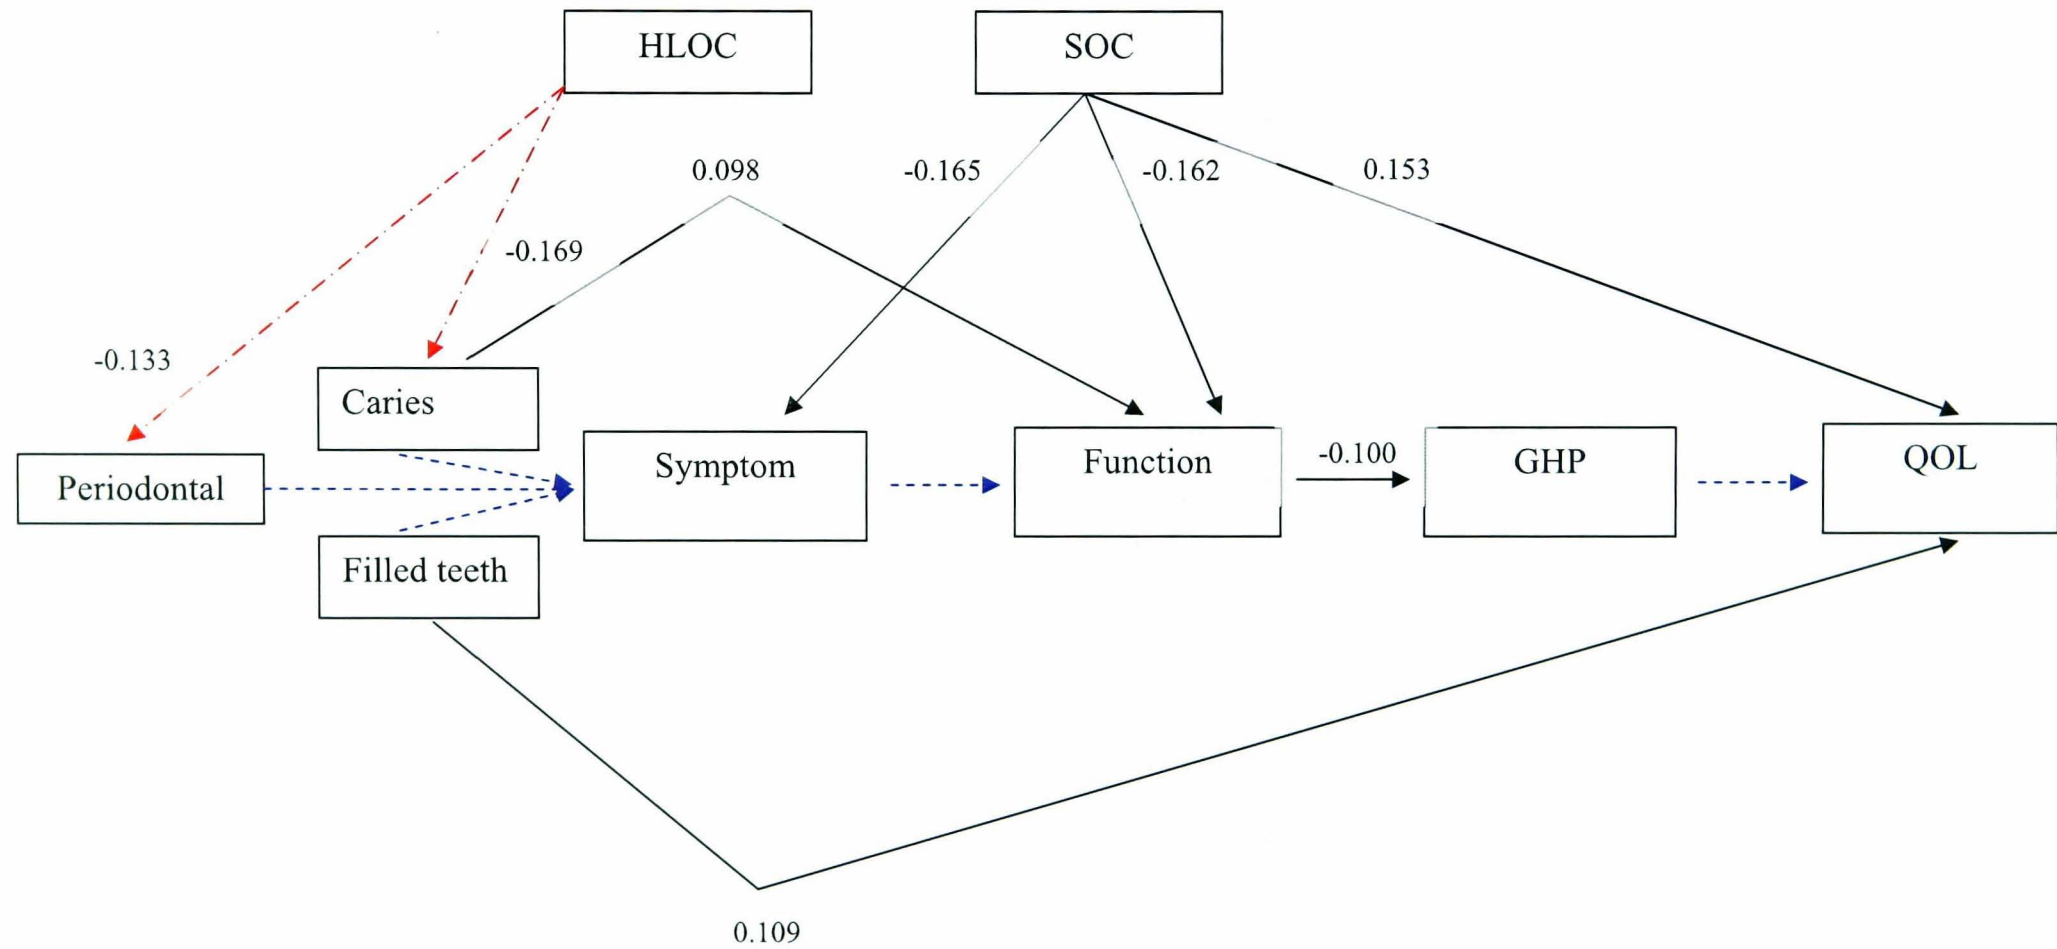 HLOC
SOC
0.098
-0.165
-0.162
0.153
-0.169
-0.133
Caries
Periodontal
Symptom
Function
-0.100
GHP
QOL
Filled teeth
0.109